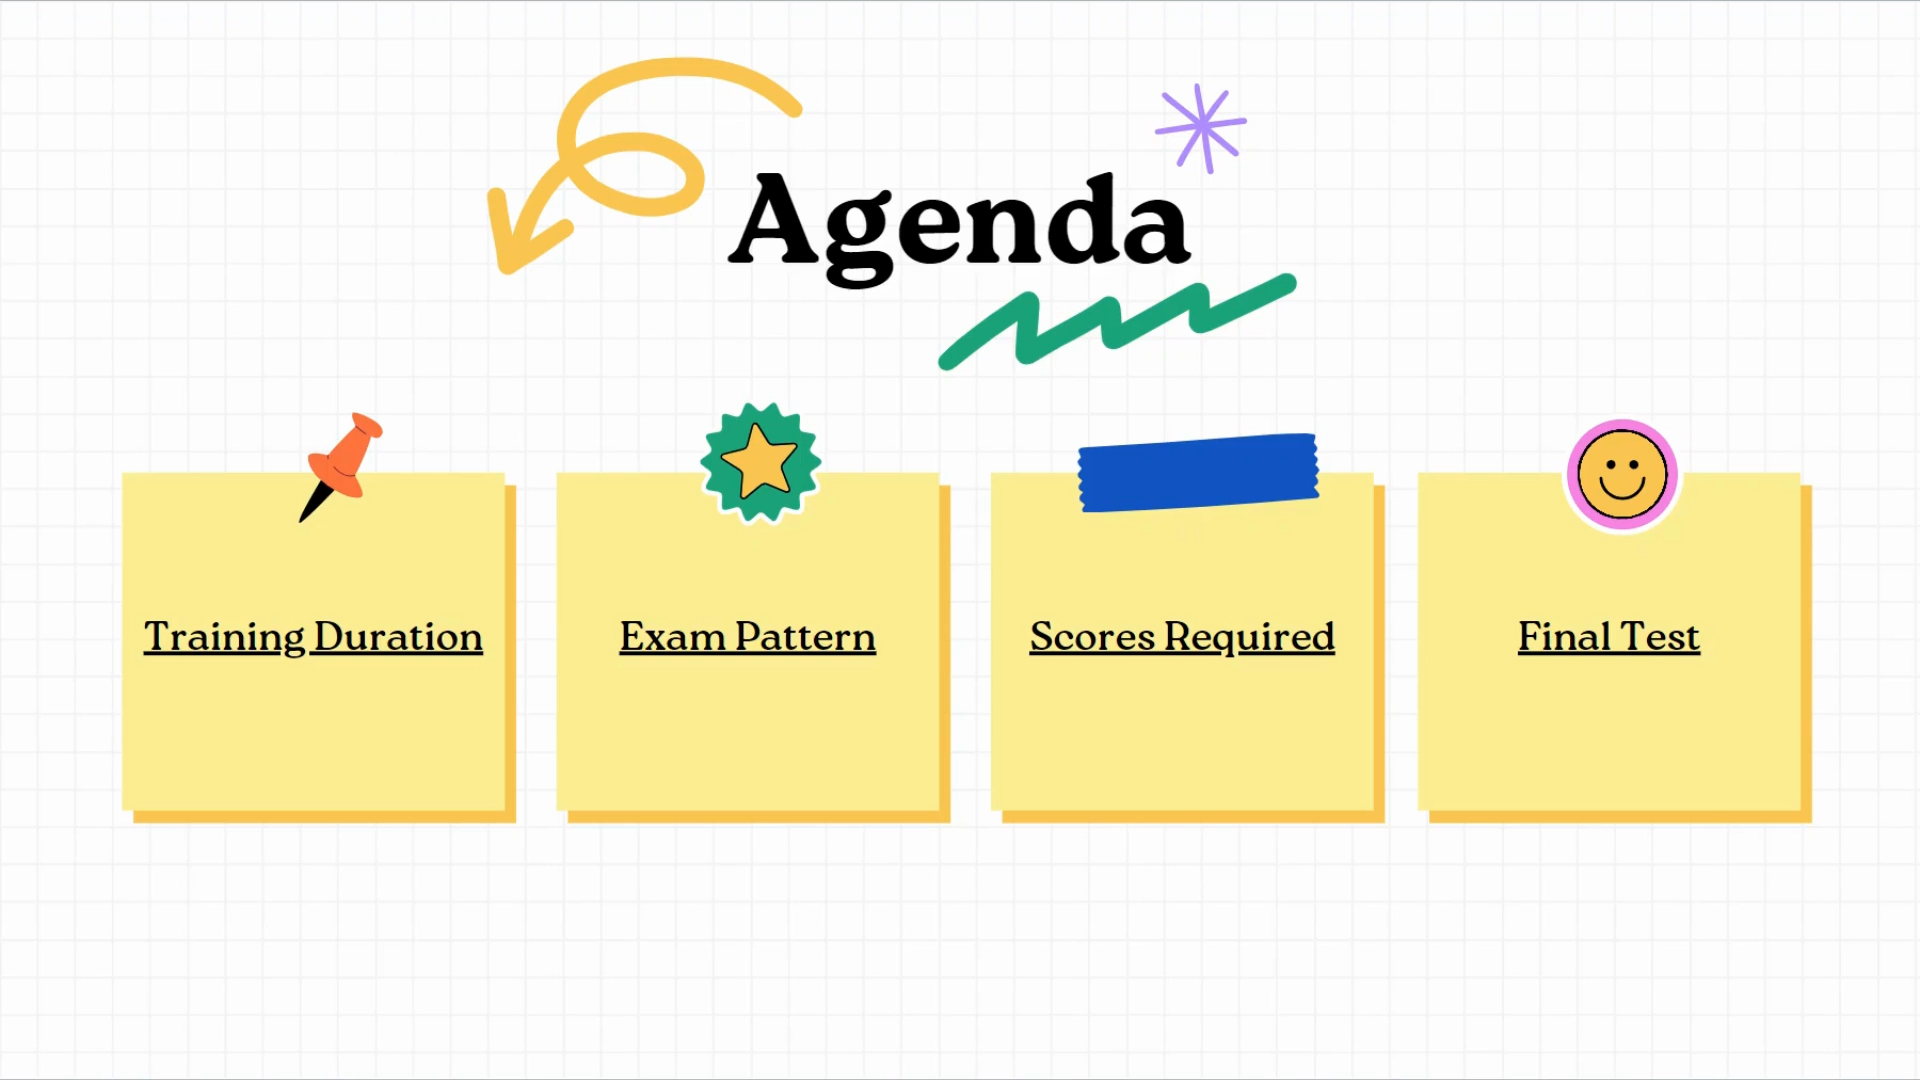 Agenda
Training Duration
Exam Pattern
Scores Required
Final Test